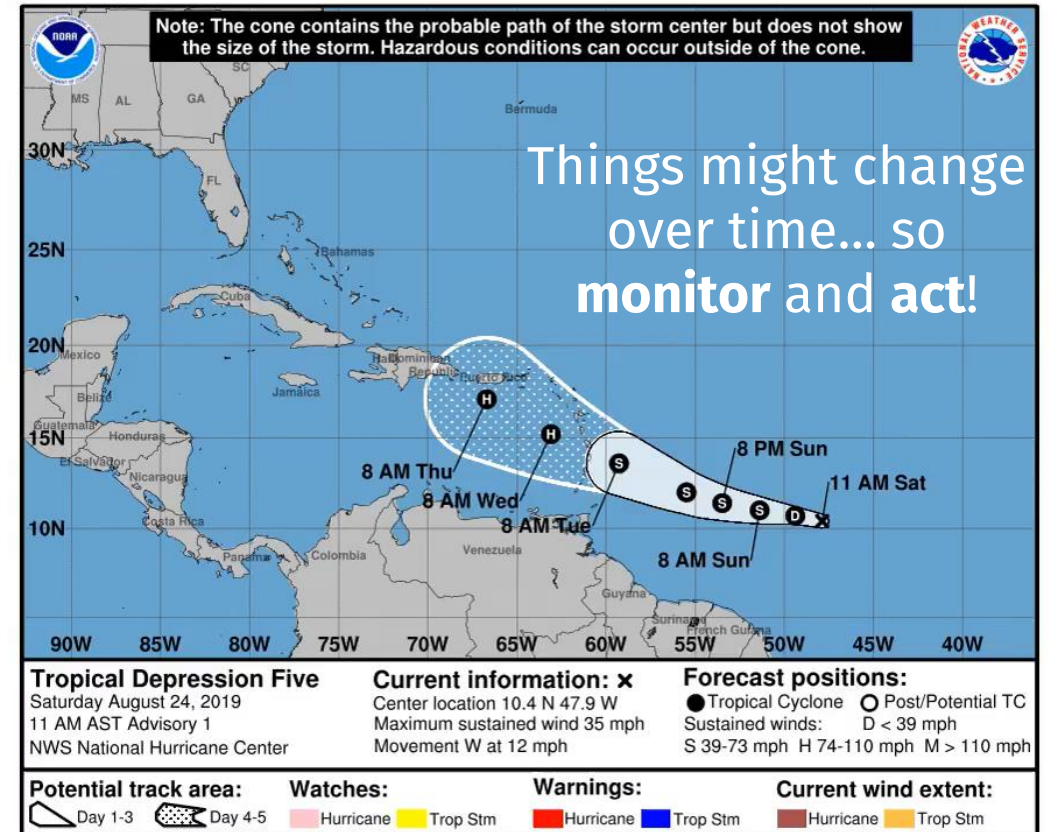 Note: The cone contains the probable path of the storm center but does not show
the size of the storm. Hazardous conditions can occur outside of the cone.
NOAA
NATIONAL WEATHER SERVICE
SC
MS
AL
GA
Bermuda
30N
Things might change
over time... so
monitor and act!
FL
25N
Bahamas
Cuba
20N
Mexico
Dominican
Republic
Puerto Rico
Jamaica
Belize
Guatemala
15N
Honduras
El Salvador
Nicaragua
8 PM Sun
8 AM Thu
11 AM Sat
8 AM Wed
8 AM Tue
Costa Rica
10N
Panama
Colombia
Venezuela
8 AM Sun
Guyana
Suriname
French Guiana
H
H
S
S
S
S
D
90W 85W 80W 75W 70W 65W 60W 55W 50W 45W 40W
Tropical Depression Five
Saturday August 24, 2019
11 AM AST Advisory 1
NWS National Hurricane Center
Current information: x
Center location 10.4 N 47.9 W
Maximum sustained wind 35 mph
Movement W at 12 mph
Forecast positions:
Tropical Cyclone Post/Potential TC
Sustained winds: D < 39 mph
S 39-73 mph H 74-110 mph M > 110 mph
Potential track area:
Day 1-3 Day 4-5
Watches:
Hurricane Trop Stm
Warnings:
Hurricane Trop Stm
Current wind extent:
Hurricane Trop Stm